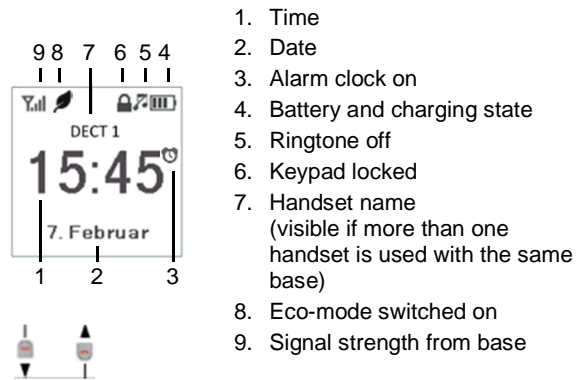 9 8 7 6 5 4
DECT 1
15:45
7. Februar
1 2 3
1. Time
2. Date
3. Alarm clock on
4. Battery and charging state
5. Ringtone off
6. Keypad locked
7. Handset name
(visible if more than one
handset is used with the same
base)
8. Eco-mode switched on
9. Signal strength from base